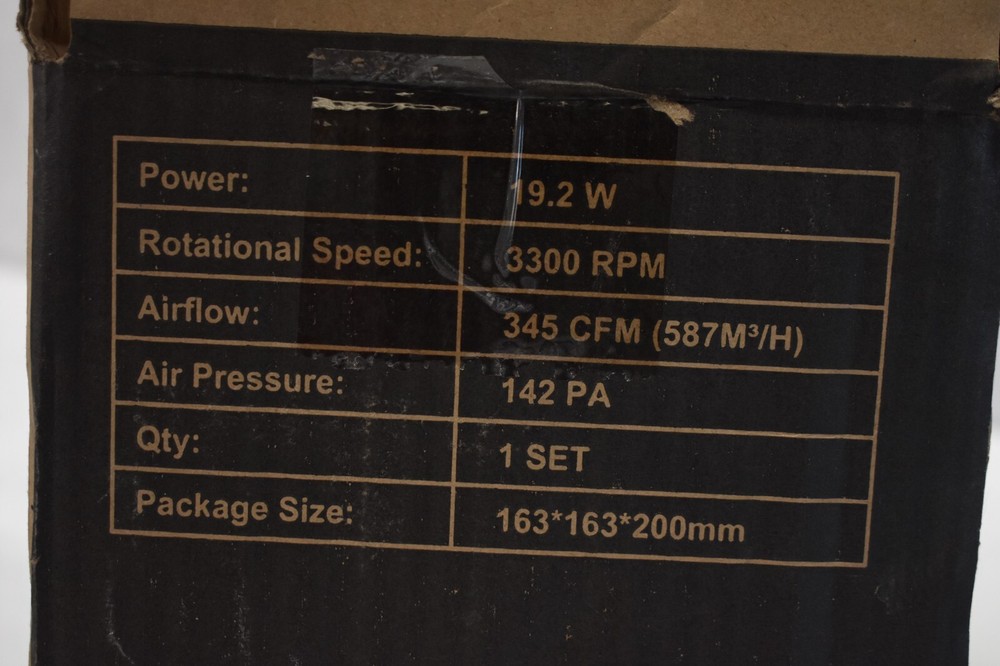 Power: 19.2 W
Rotational Speed: 3300 RPM
Airflow: 345 CFM (587M³/H)
Air Pressure: 142 PA
Qty: 1 SET
Package Size: 163*163*200mm